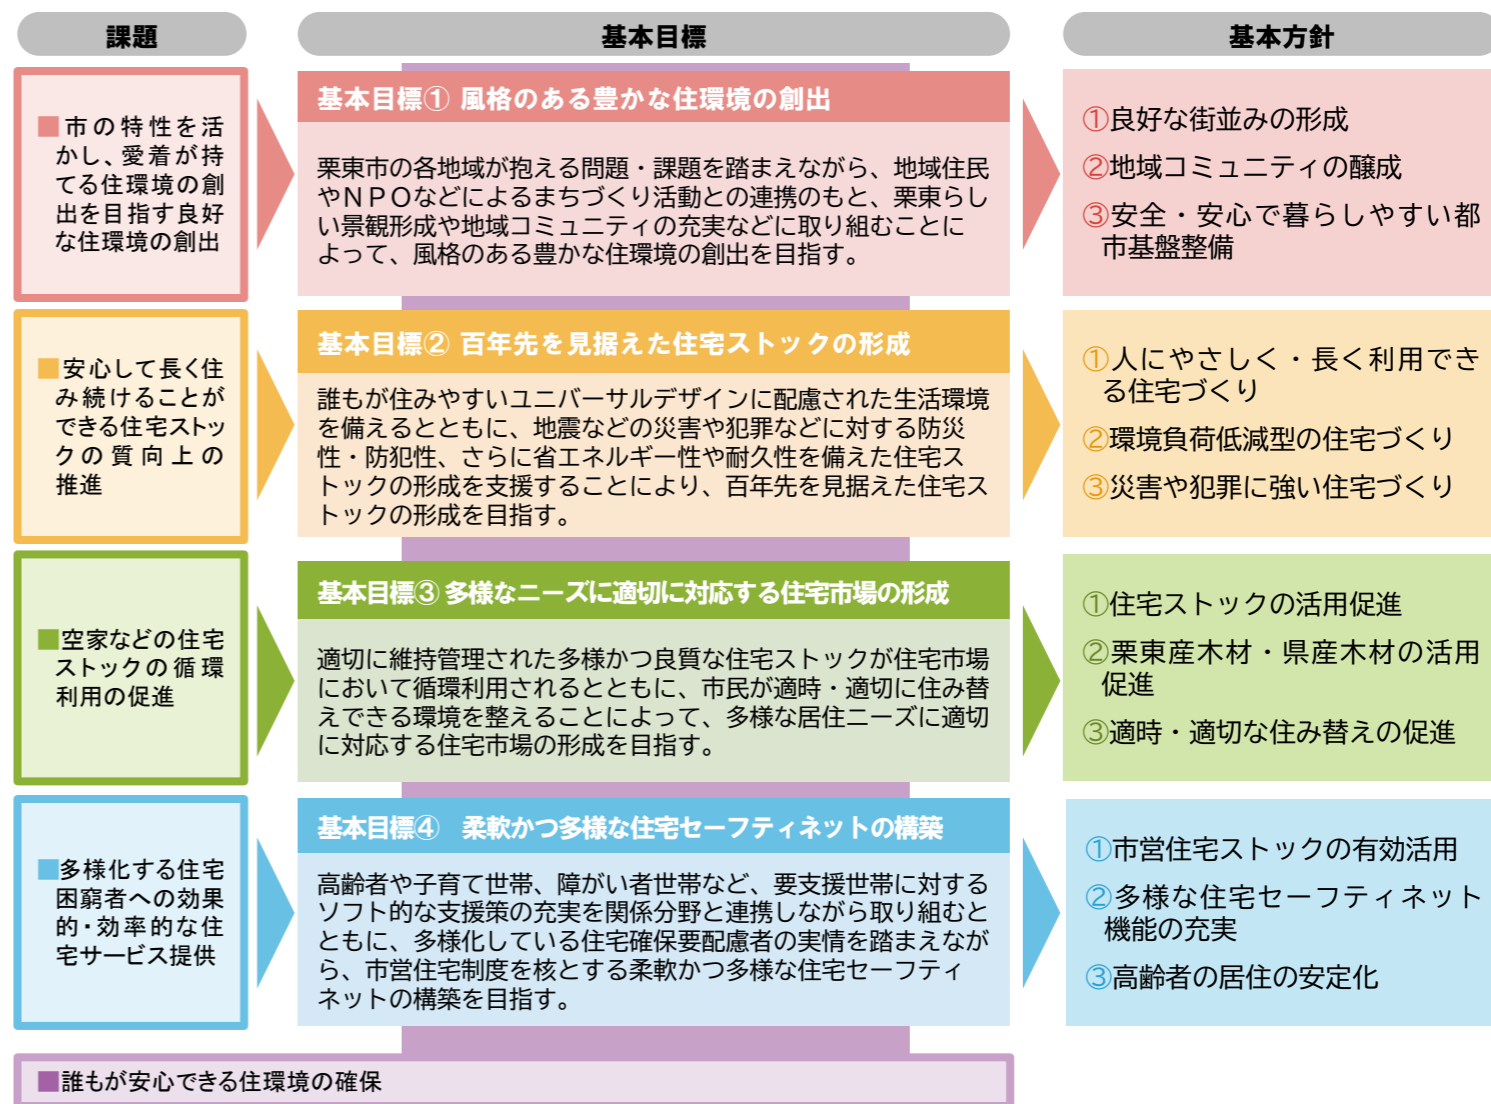 課題
基本目標
基本方針
■市の特性を活
かし、愛着が持
てる住環境の創
出を目指す良好
な住環境の創出
基本目標① 風格のある豊かな住環境の創出
栗東市の各地域が抱える問題・課題を踏まえながら、地域住民
やＮＰＯなどによるまちづくり活動との連携のもと、栗東らし
い景観形成や地域コミュニティの充実などに取り組むことに
よって、風格のある豊かな住環境の創出を目指す。
①良好な街並みの形成
②地域コミュニティの醸成
③安全・安心で暮らしやすい都
市基盤整備
■安心して長く住
み続けることが
できる住宅ストッ
クの質向上の
推進
基本目標② 百年先を見据えた住宅ストックの形成
誰もが住みやすいユニバーサルデザインに配慮された生活環境
を備えるとともに、地震などの災害や犯罪などに対する防災
性・防犯性、さらに省エネルギー性や耐久性を備えた住宅ス
トックの形成を支援することにより、百年先を見据えた住宅ス
トックの形成を目指す。
①人にやさしく・長く利用でき
る住宅づくり
②環境負荷低減型の住宅づくり
③災害や犯罪に強い住宅づくり
■空家などの住宅
ストックの循環
利用の促進
基本目標③ 多様なニーズに適切に対応する住宅市場の形成
適切に維持管理された多様かつ良質な住宅ストックが住宅市場
において循環利用されるとともに、市民が適時・適切に住み替
えできる環境を整えることによって、多様な居住ニーズに適切
に対応する住宅市場の形成を目指す。
①住宅ストックの活用促進
②栗東産木材・県産木材の活用
促進
③適時・適切な住み替えの促進
■多様化する住宅
困窮者への効果
的・効率的な住
宅サービス提供
基本目標④　柔軟かつ多様な住宅セーフティネットの構築
高齢者や子育て世帯、障がい者世帯など、要支援世帯に対する
ソフト的な支援策の充実を関係分野と連携しながら取り組むと
ともに、多様化している住宅確保要配慮者の実情を踏まえなが
ら、市営住宅制度を核とする柔軟かつ多様な住宅セーフティ
ネットの構築を目指す。
①市営住宅ストックの有効活用
②多様な住宅セーフティネット
機能の充実
③高齢者の居住の安定化
■誰もが安心できる住環境の確保